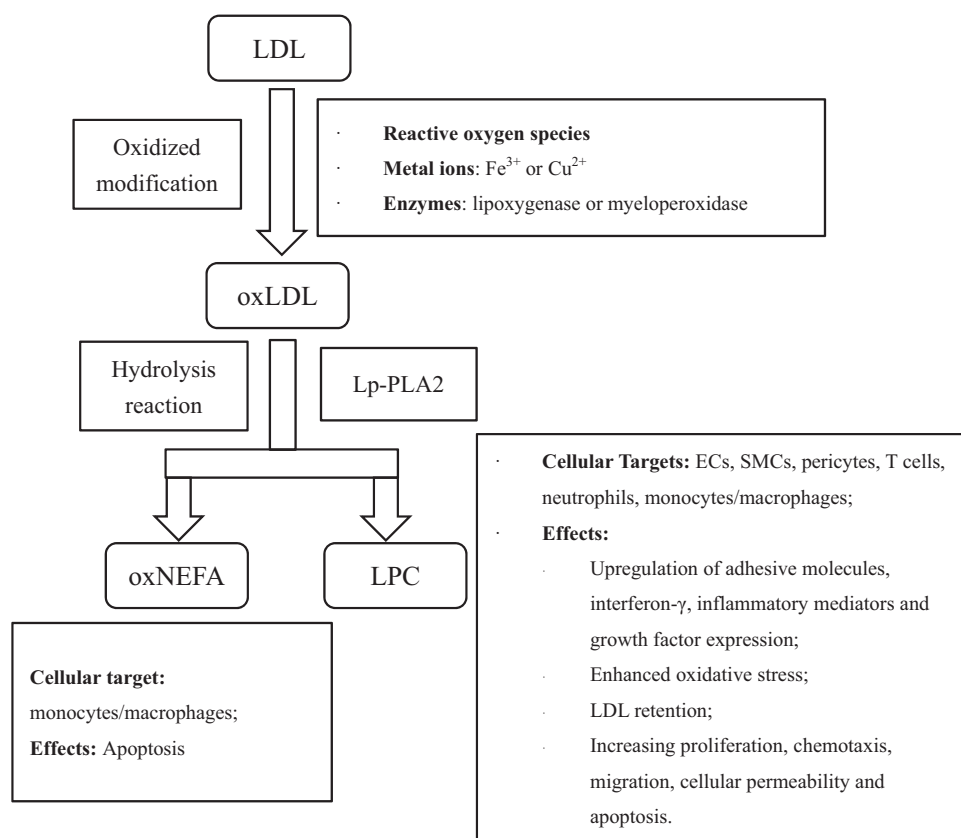 LDL
Oxidized
modification
· Reactive oxygen species
· Metal ions: Fe³⁺ or Cu²⁺
· Enzymes: lipoxygenase or myeloperoxidase
oxLDL
Hydrolysis
reaction
Lp-PLA2
oxNEFA
LPC
Cellular target:
monocytes/macrophages;
Effects: Apoptosis
· Cellular Targets: ECs, SMCs, pericytes, T cells,
neutrophils, monocytes/macrophages;
· Effects:
· Upregulation of adhesive molecules,
interferon-γ, inflammatory mediators and
growth factor expression;
· Enhanced oxidative stress;
· LDL retention;
· Increasing proliferation, chemotaxis,
migration, cellular permeability and
apoptosis.